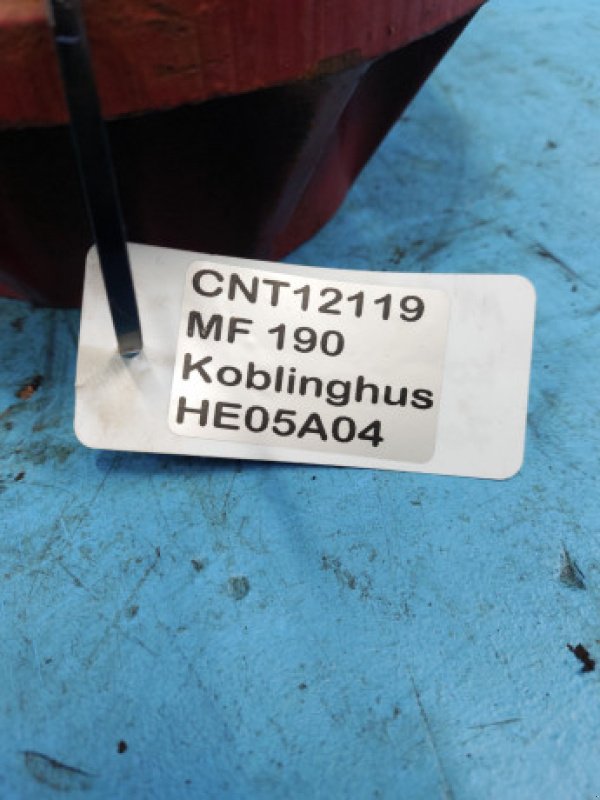 CNT12119
MF 190
Koblinghus
HE05A04